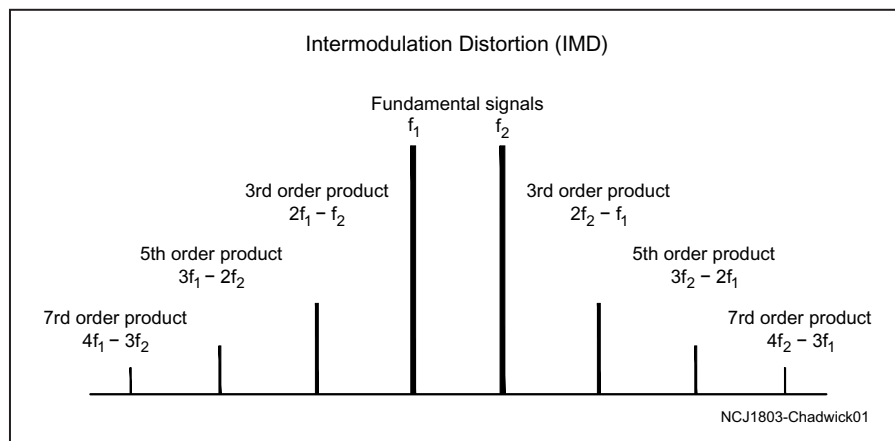 Intermodulation Distortion (IMD)
Fundamental signals
f₁ f₂
3rd order product
2f₁ − f₂
3rd order product
2f₂ − f₁
5th order product
3f₁ − 2f₂
5th order product
3f₂ − 2f₁
7rd order product
4f₁ − 3f₂
7rd order product
4f₂ − 3f₁
NCJ1803-Chadwick01